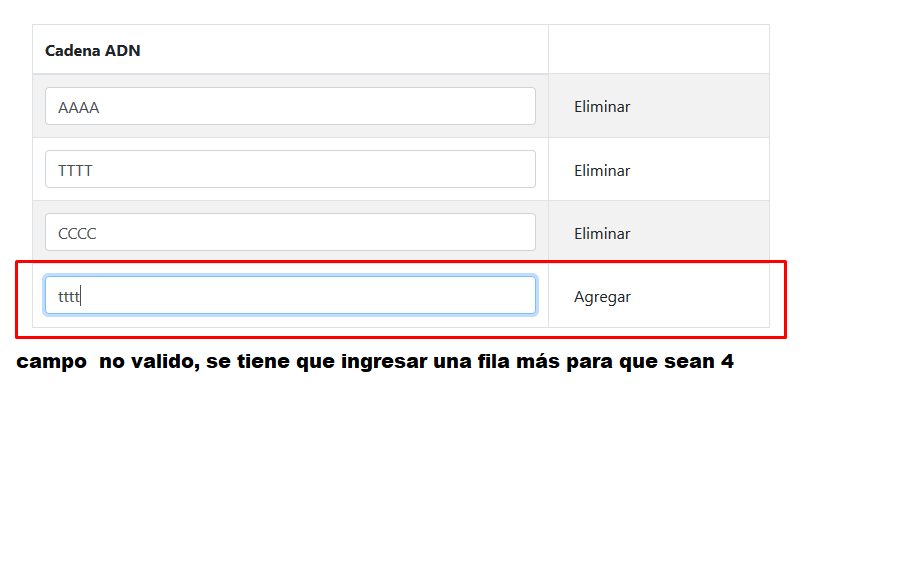 Cadena ADN
AAAA Eliminar
TTTT Eliminar
CCCC Eliminar
tttt Agregar
campo no valido, se tiene que ingresar una fila más para que sean 4